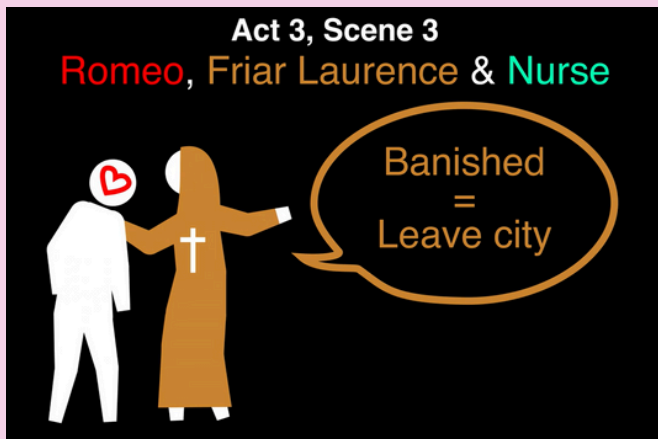 Act 3, Scene 3
Romeo, Friar Laurence & Nurse
Banished
=
Leave city